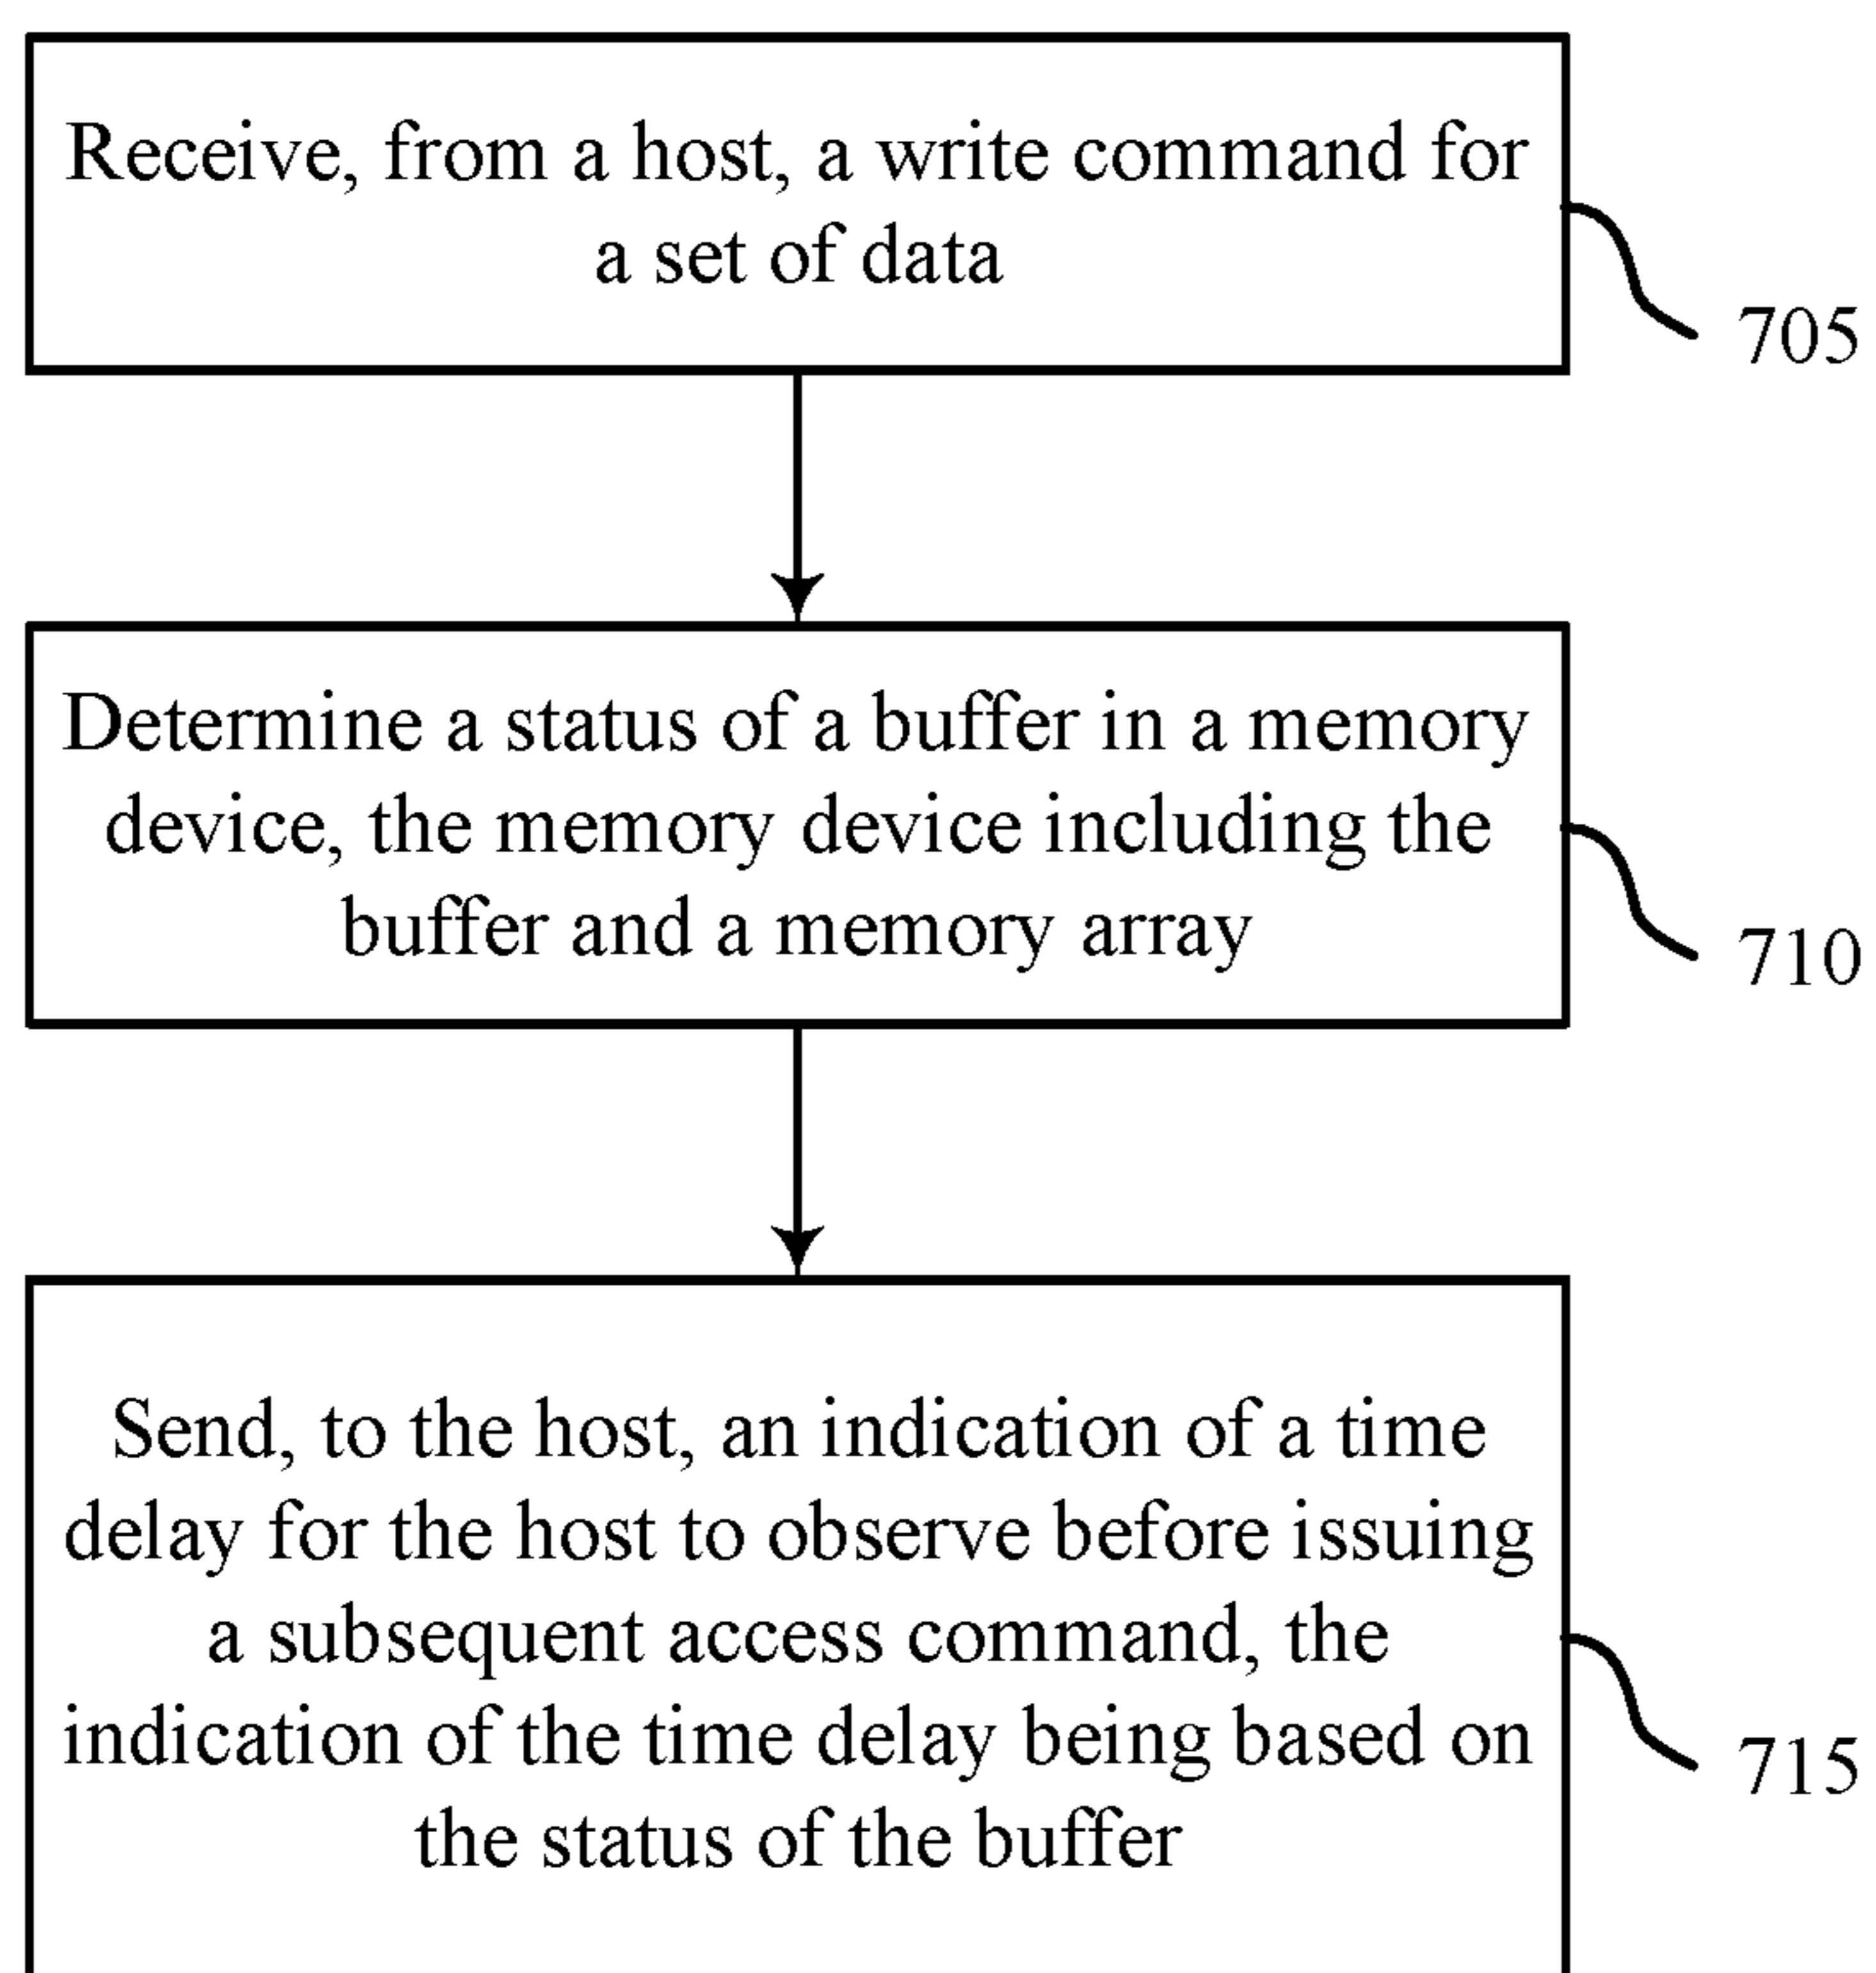 Receive, from a host, a write command for
a set of data
705
Determine a status of a buffer in a memory
device, the memory device including the
buffer and a memory array
710
Send, to the host, an indication of a time
delay for the host to observe before issuing
a subsequent access command, the
indication of the time delay being based on
the status of the buffer
715